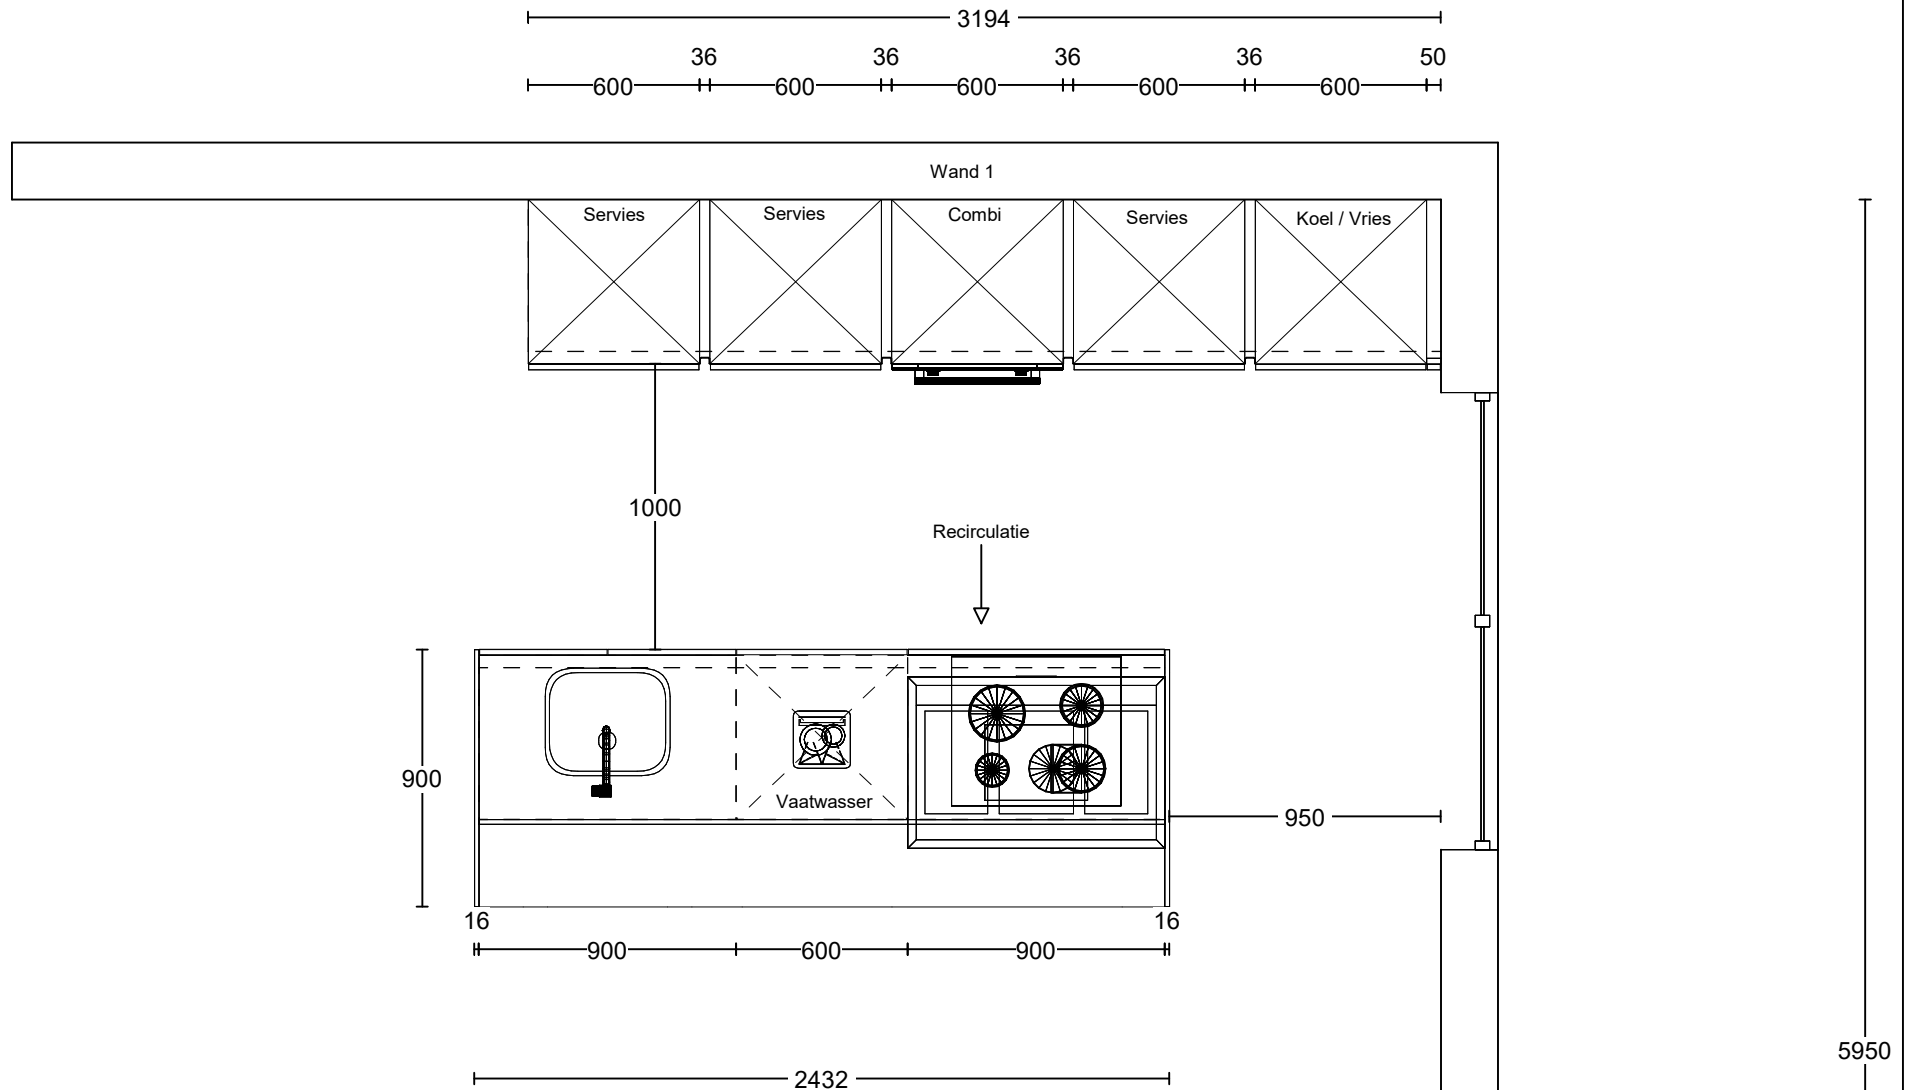 3194
36 36 36 36 50
600 600 600 600 600
Wand 1
Servies Servies Combi Servies Koel / Vries
1000
Recirculatie
900
Vaatwasser
950
16 16
900 600 900
5950
2432